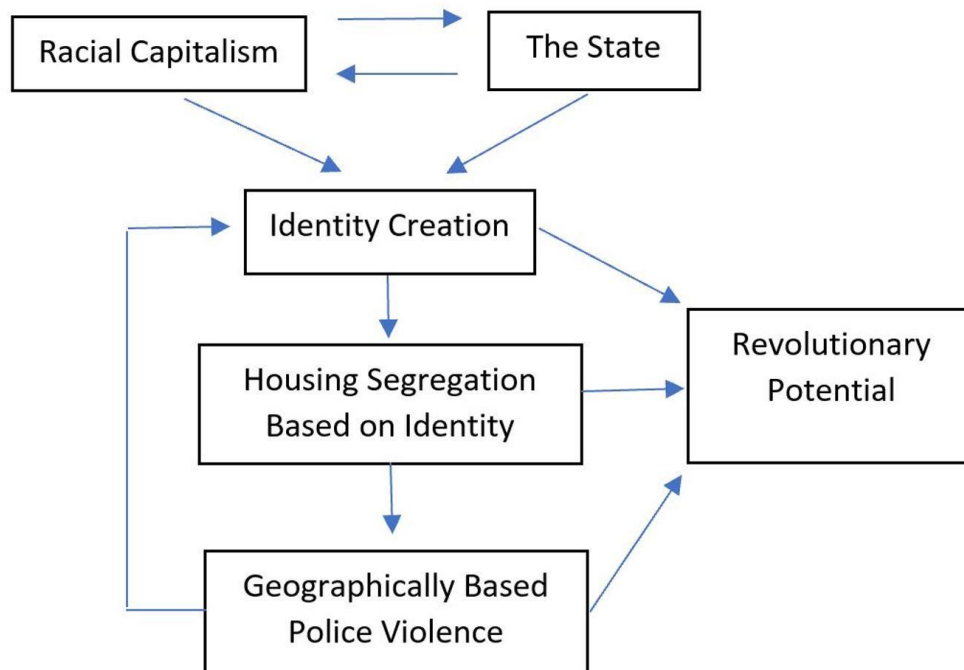 Racial Capitalism
The State
Identity Creation
Housing Segregation
Based on Identity
Revolutionary
Potential
Geographically Based
Police Violence